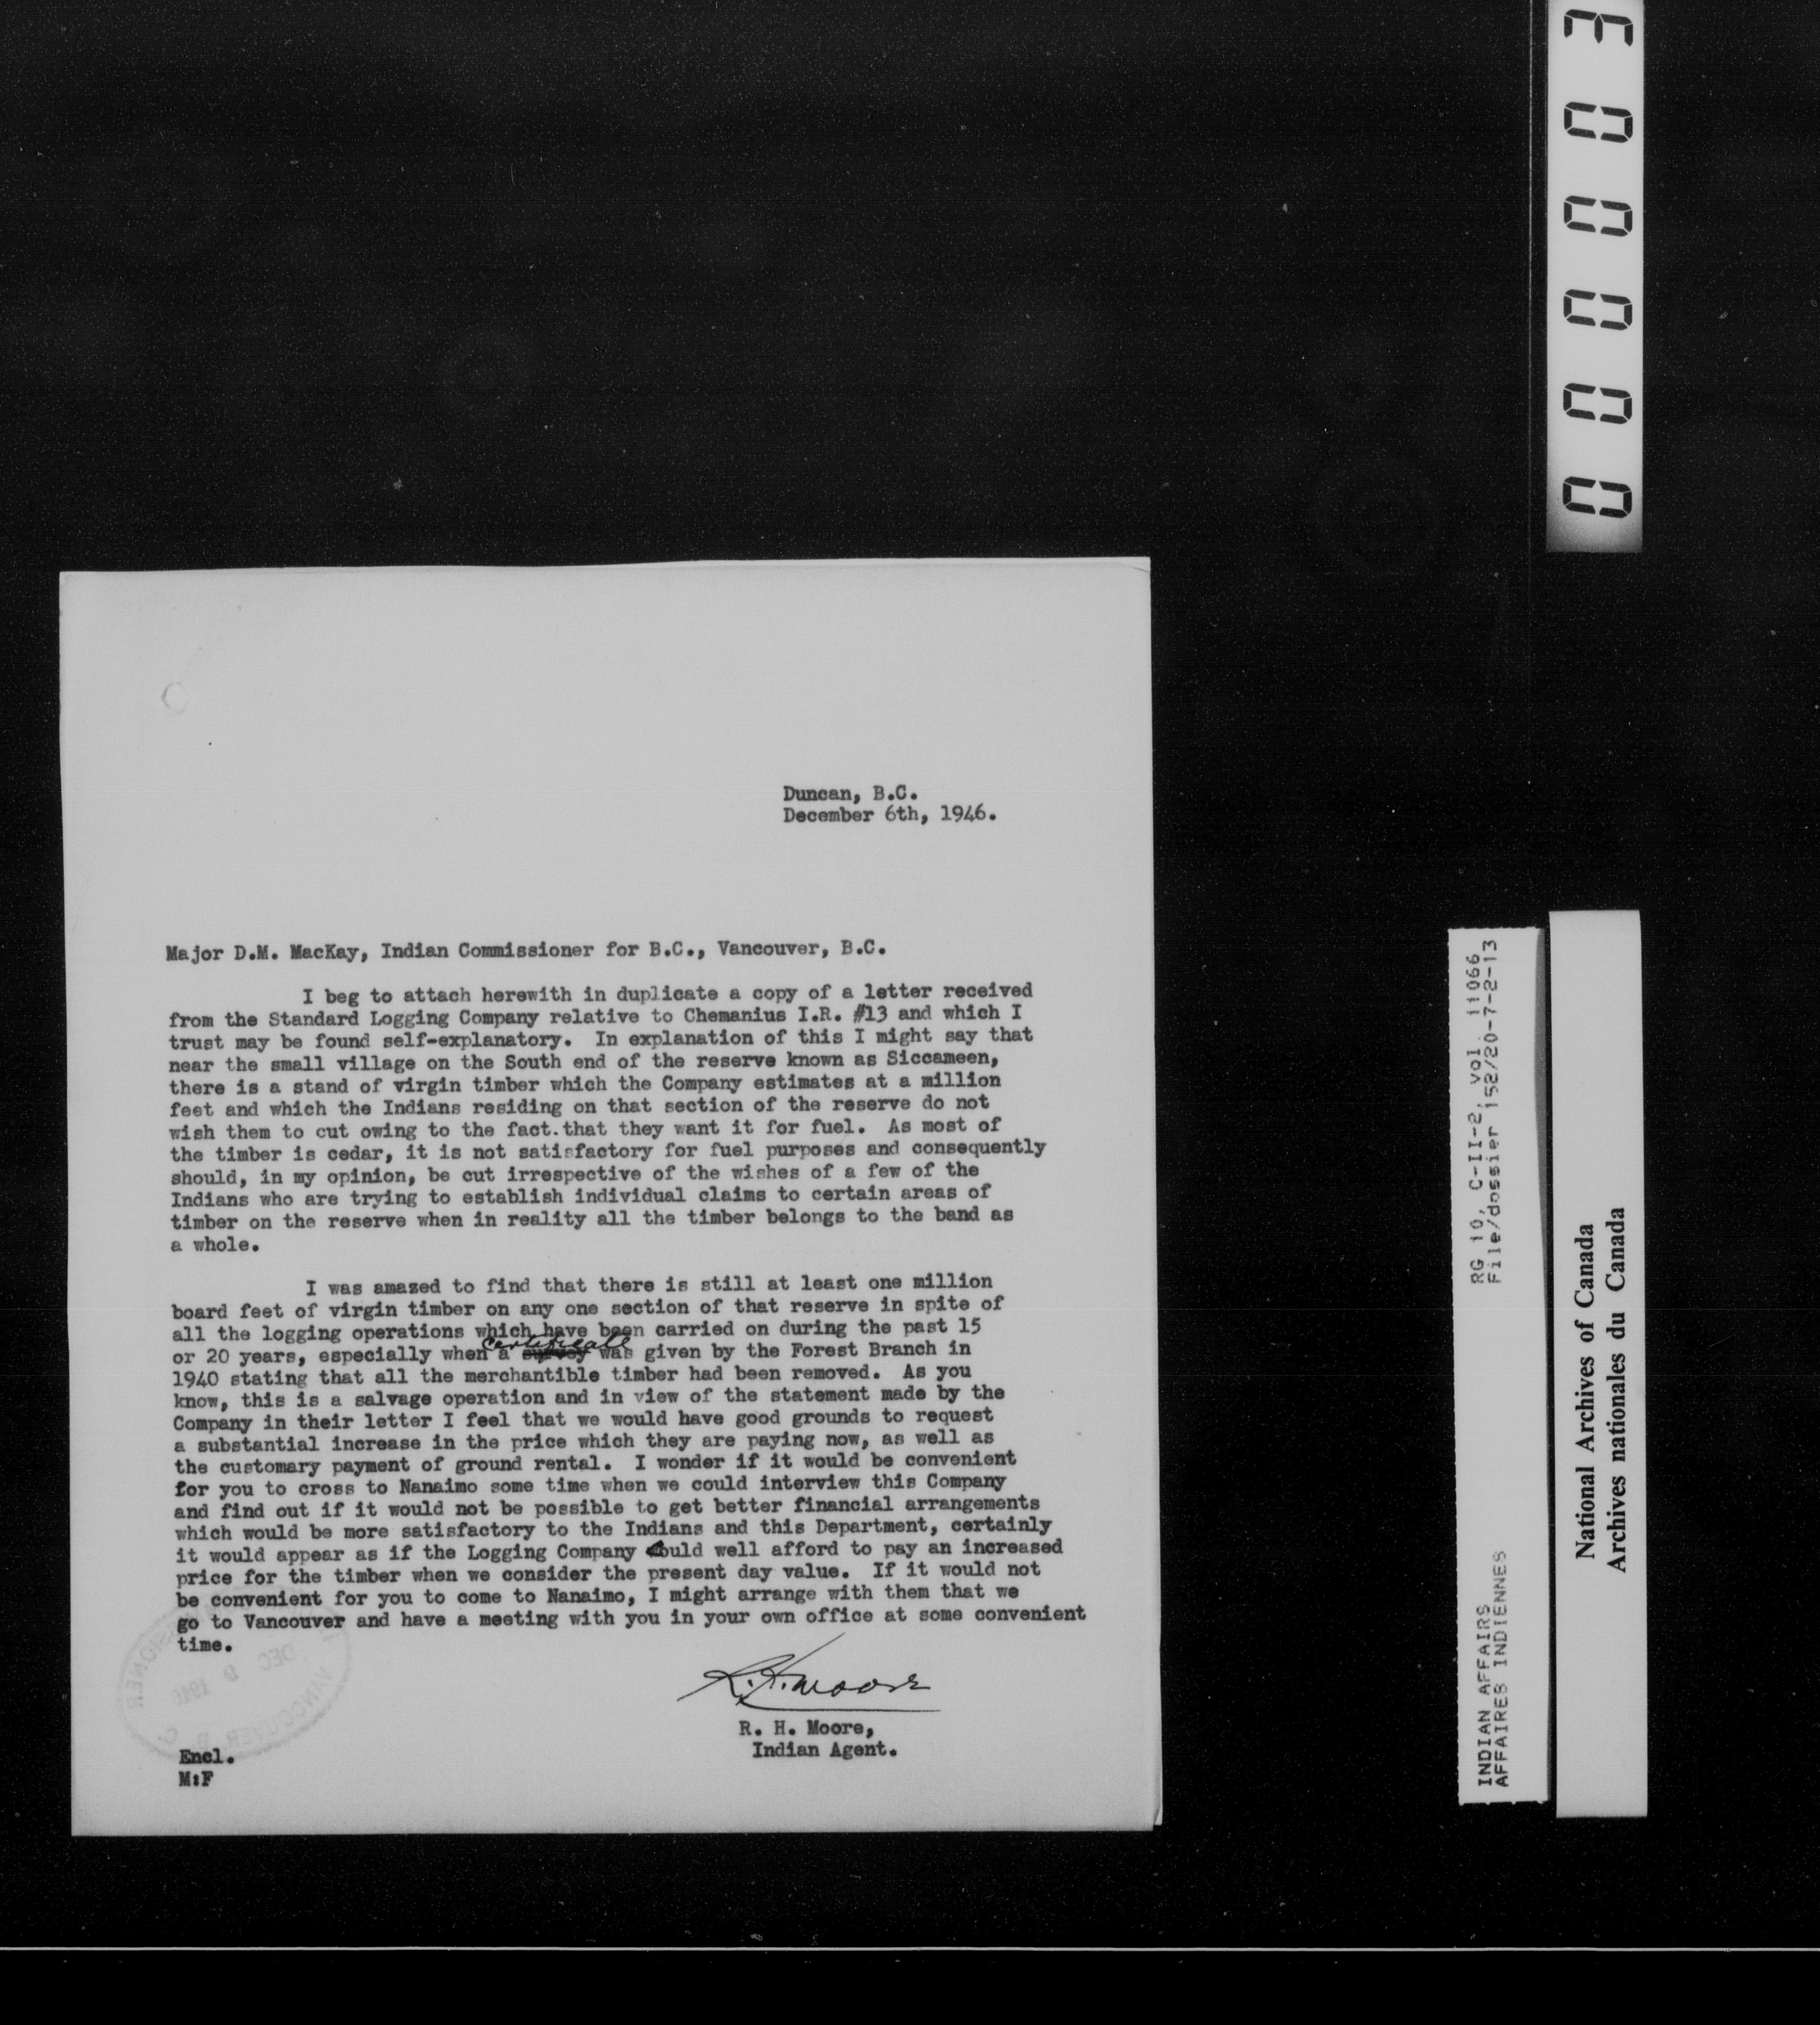 Duncan, B.C.
December 6th, 1946.
Major D.M. MacKay, Indian Commissioner for B.C., Vancouver, B.C.
I beg to attach herewith in duplicate a copy of a letter received
from the Standard Logging Company relative to Chemanius I.R. #13 and which I
trust may be found self-explanatory. In explanation of this I might say that
near the small village on the South end of the reserve known as Siccameen,
there is a stand of virgin timber which the Company estimates at a million
feet and which the Indians residing on that section of the reserve do not
wish them to cut owing to the fact.that they want it for fuel. As most of
the timber is cedar, it is not satisfactory for fuel purposes and consequently
should, in my opinion, be cut irrespective of the wishes of a few of the
Indians who are trying to establish individual claims to certain areas of
timber on the reserve when in reality all the timber belongs to the band as
a whole.
I was amazed to find that there is still at least one million
board feet of virgin timber on any one section of that reserve in spite of
all the logging operations which have been carried on during the past 15
certificate
or 20 years, especially when a survey was given by the Forest Branch in
1940 stating that all the merchantible timber had been removed. As you
know, this is a salvage operation and in view of the statement made by the
Company in their letter I feel that we would have good grounds to request
a substantial increase in the price which they are paying now, as well as
the customary payment of ground rental. I wonder if it would be convenient
for you to cross to Nanaimo some time when we could interview this Company
and find out if it would not be possible to get better financial arrangements
which would be more satisfactory to the Indians and this Department, certainly
it would appear as if the Logging Company could well afford to pay an increased
price for the timber when we consider the present day value. If it would not
be convenient for you to come to Nanaimo, I might arrange with them that we
go to Vancouver and have a meeting with you in your own office at some convenient
time.
R.H. Moore
R. H. Moore,
Indian Agent.
Encl.
M:F
DEC 9 1946
VANCOUVER B. C.
000003
RG 10, C-II-2, vol. 11066
File/dossier 152/20-7-2-13
INDIAN AFFAIRS
AFFAIRES INDIENNES
National Archives of Canada
Archives nationales du Canada